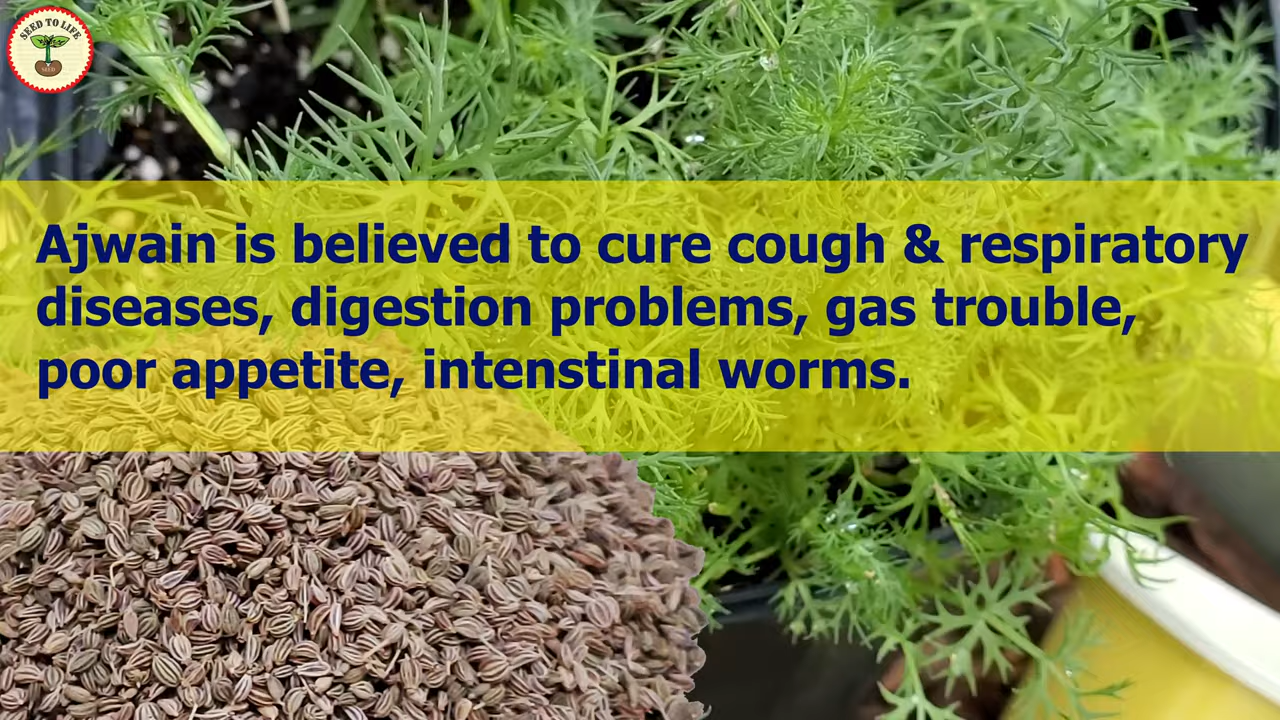 SEED TO LIFE
SEED
Ajwain is believed to cure cough & respiratory
diseases, digestion problems, gas trouble,
poor appetite, intenstinal worms.